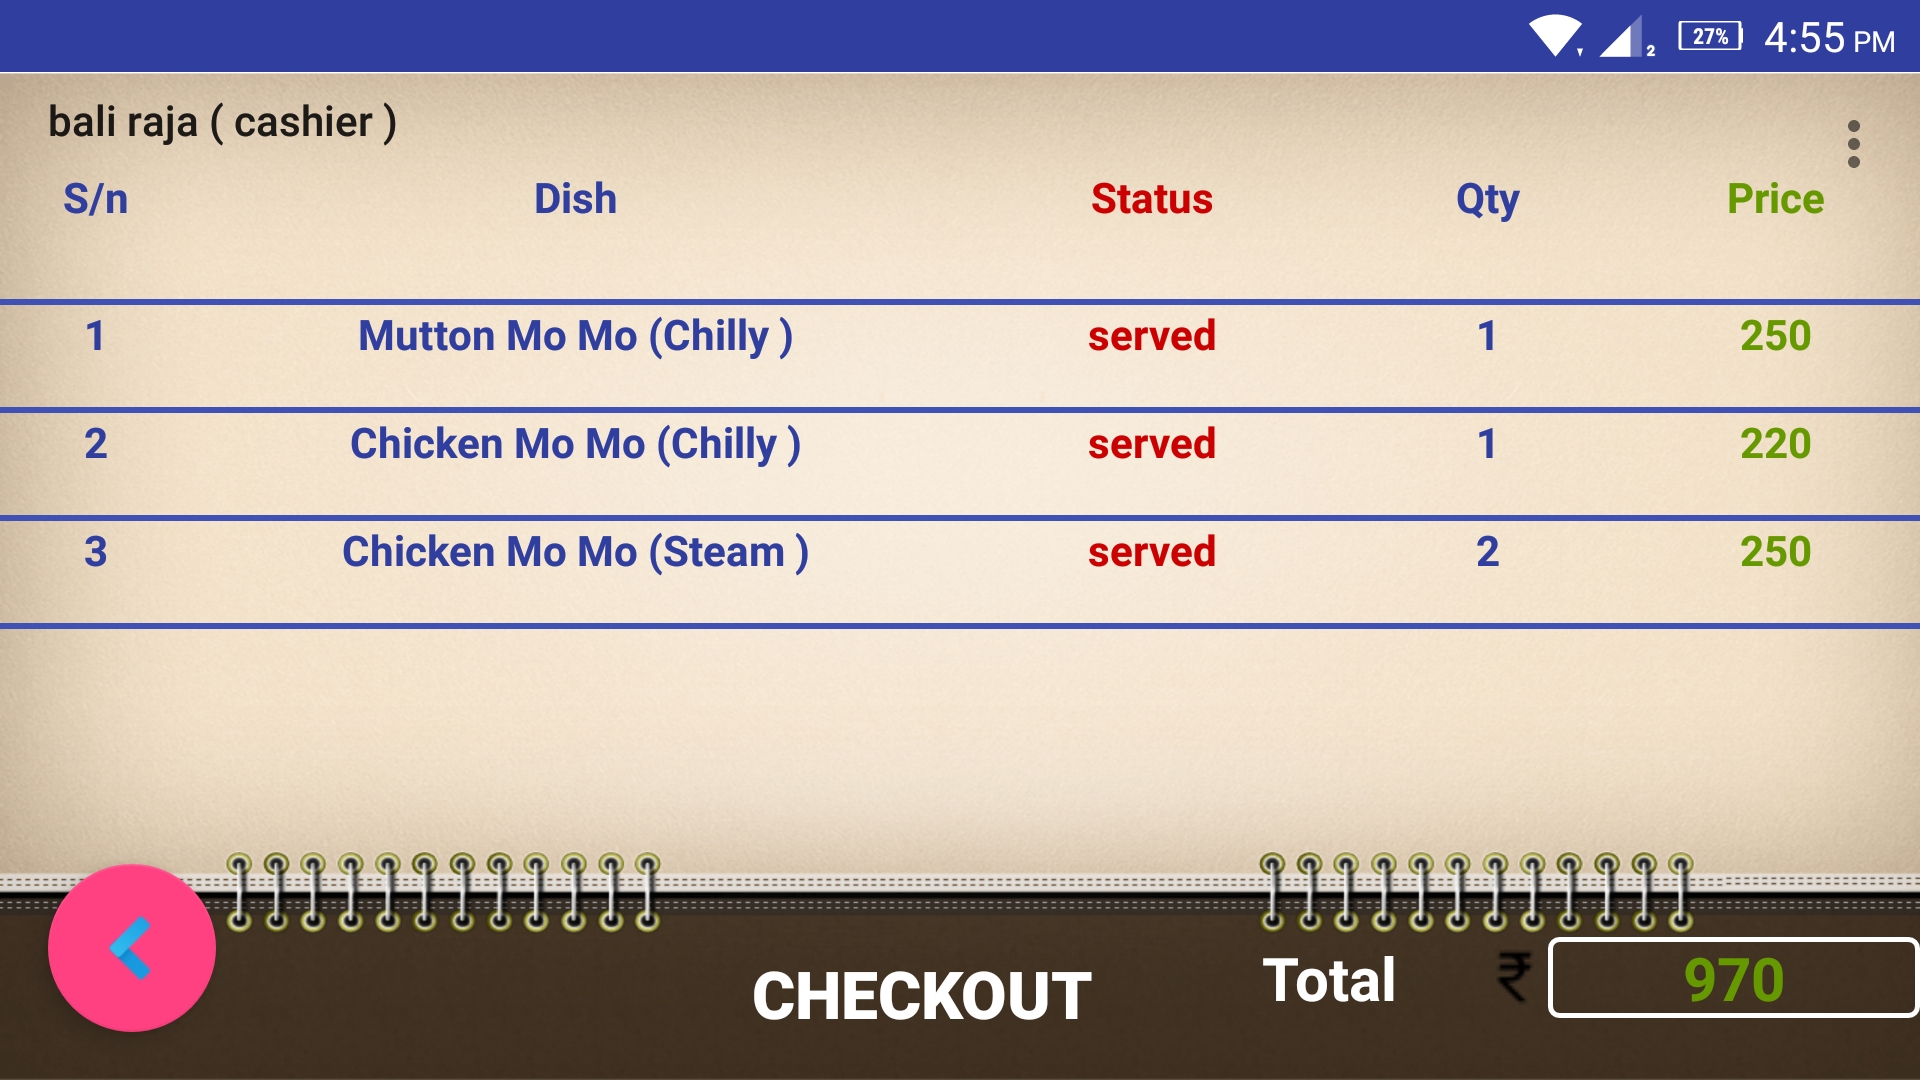 2 27% 4:55 PM
bali raja ( cashier )
S/n Dish Status Qty Price
1 Mutton Mo Mo (Chilly ) served 1 250
2 Chicken Mo Mo (Chilly ) served 1 220
3 Chicken Mo Mo (Steam ) served 2 250
CHECKOUT Total ₹ 970